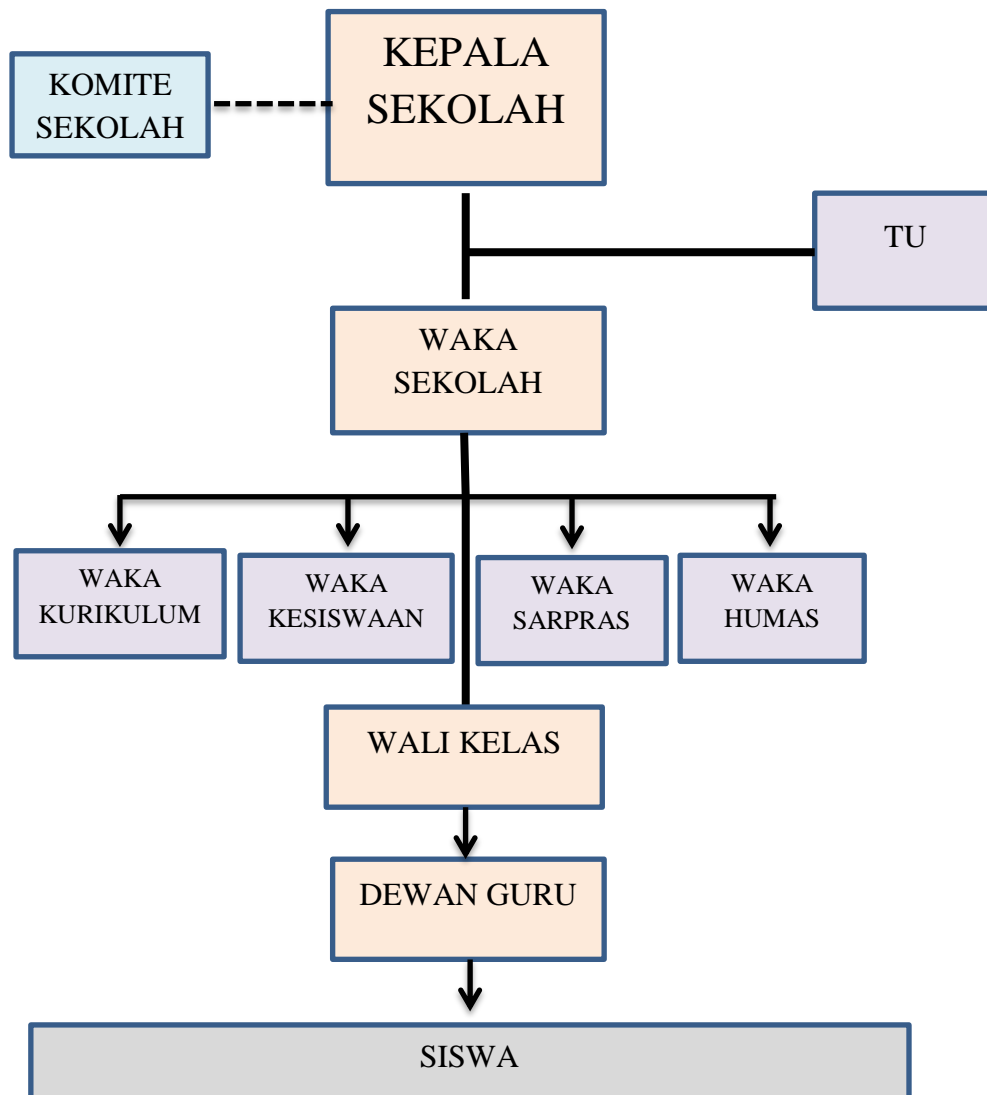 KEPALA
SEKOLAH
KOMITE
SEKOLAH
TU
WAKA
SEKOLAH
WAKA
KURIKULUM
WAKA
KESISWAAN
WAKA
SARPRAS
WAKA
HUMAS
WALI KELAS
DEWAN GURU
SISWA